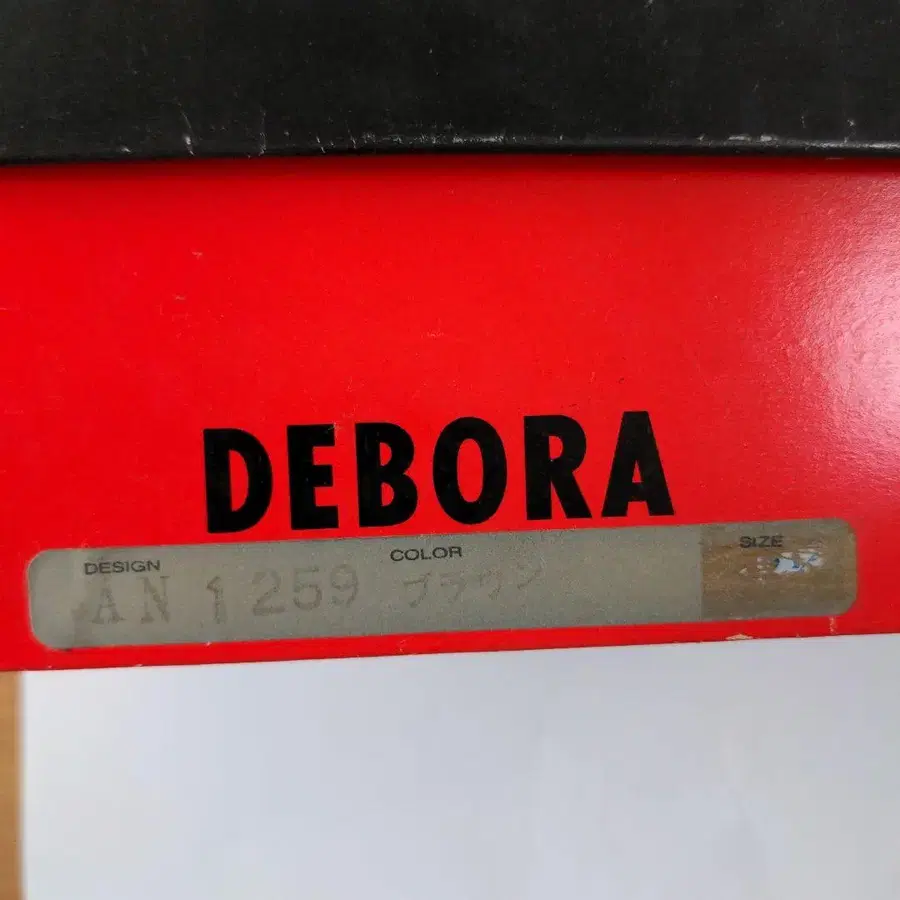 DEBORA
DESIGN COLOR SIZE
AN 1259 ブラウン